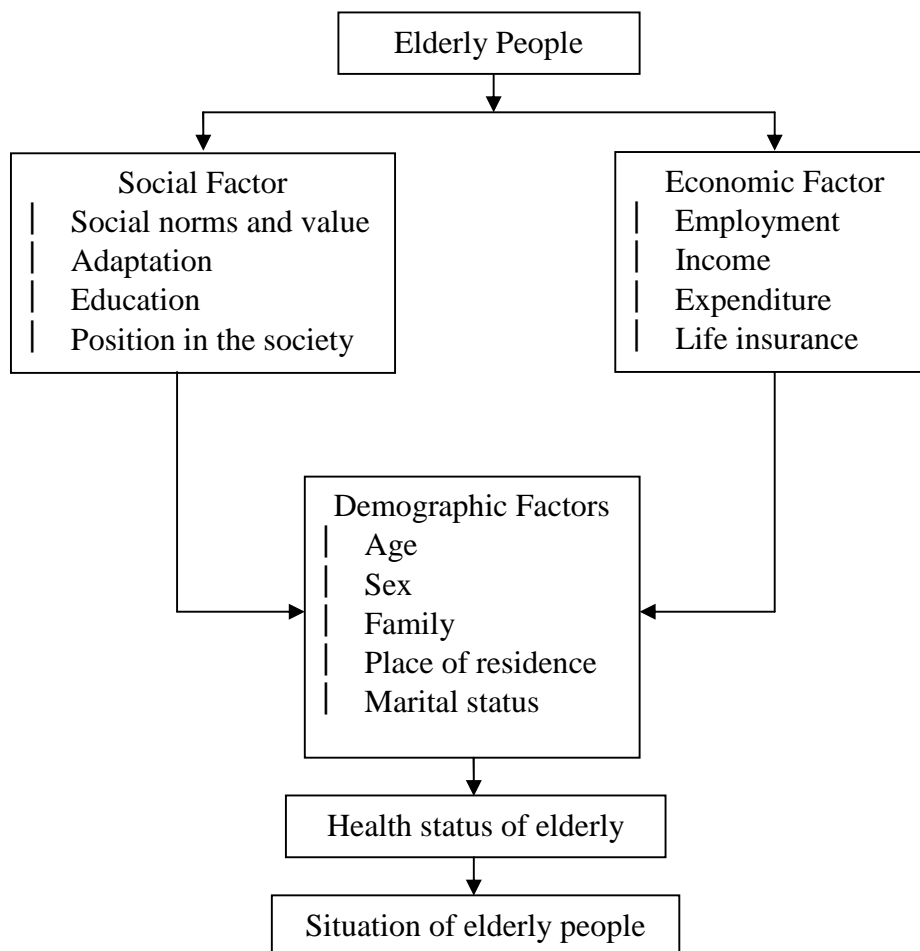 Elderly People
Social Factor
Social norms and value
Adaptation
Education
Position in the society
Economic Factor
Employment
Income
Expenditure
Life insurance
Demographic Factors
Age
Sex
Family
Place of residence
Marital status
Health status of elderly
Situation of elderly people